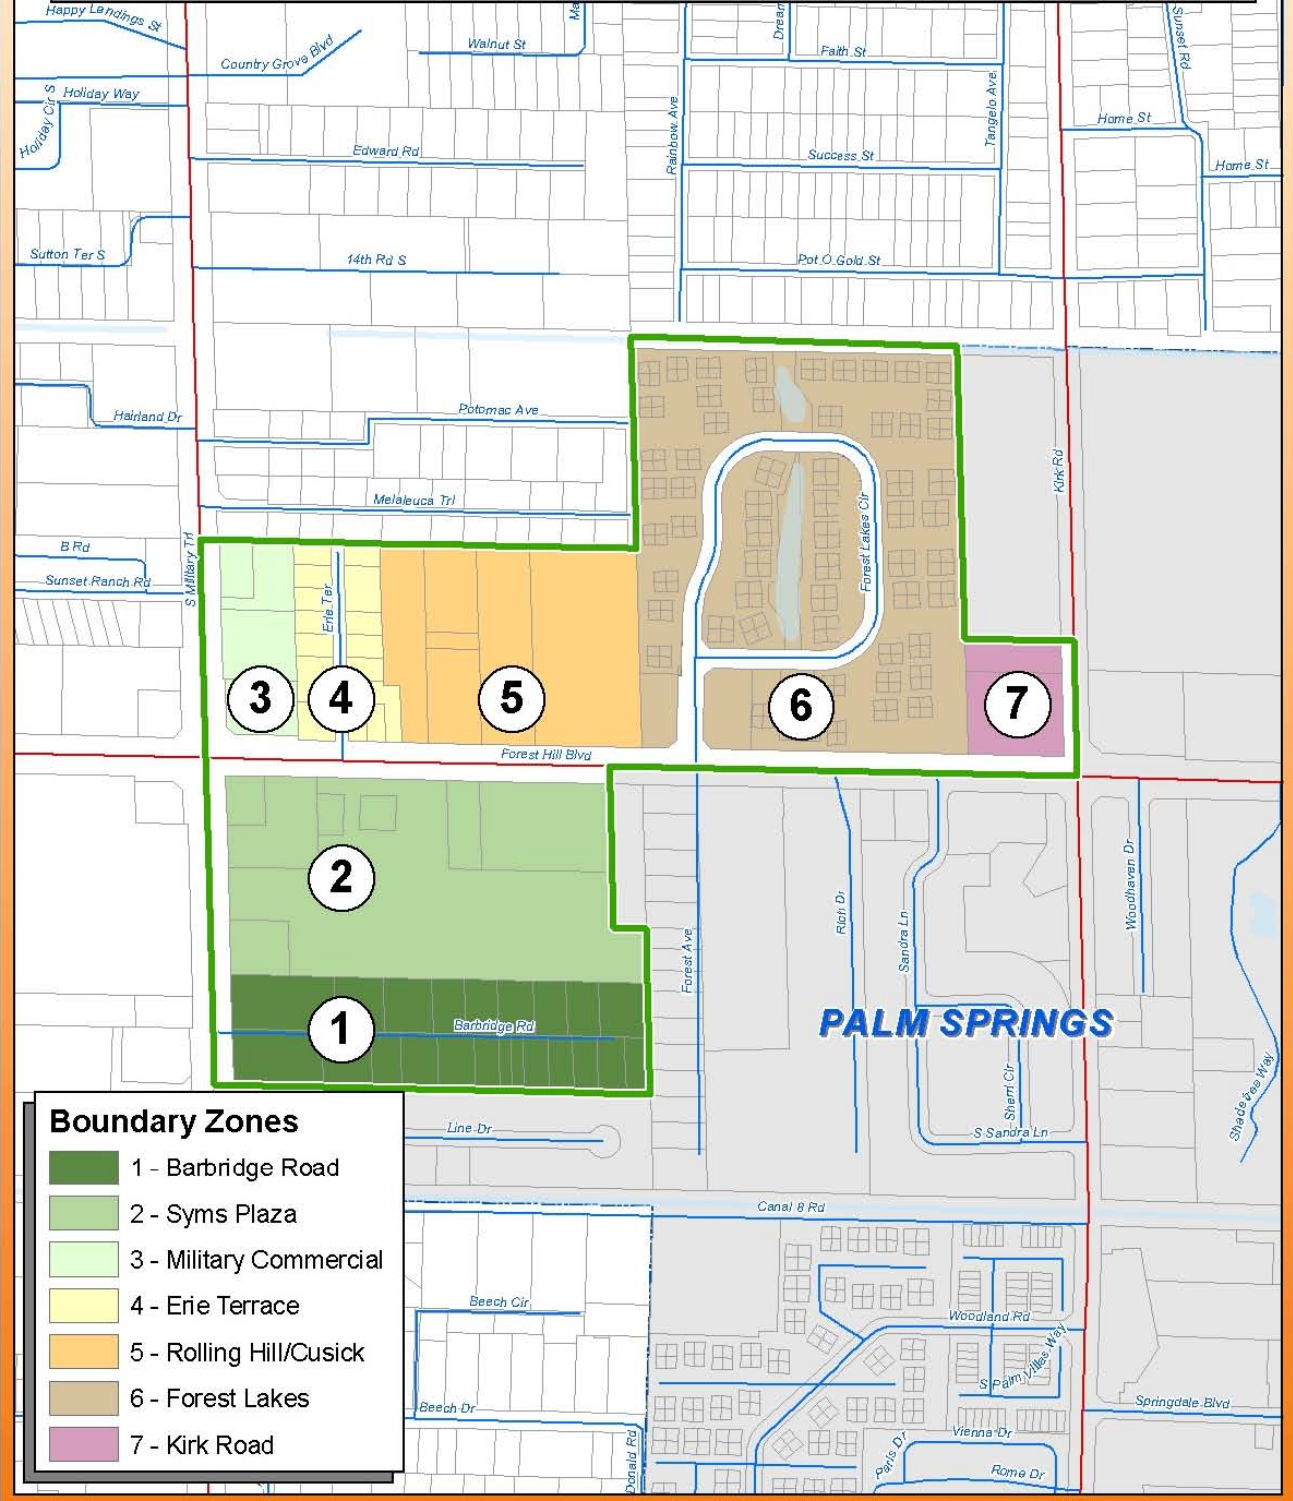 Happy Landings St
Country Grove Blvd
Walnut St
Ma
Dream
Faith St
Sunset Rd
Holiday Way
Holiday Cir S
Rainbow Ave
Tangelo Ave
Home St
Edward Rd
Success St
Home St
Sutton Ter S
14th Rd S
Pot O Gold St
Hairland Dr
Potomac Ave
Kirk Rd
Melaleuca Trl
B Rd
Sunset Ranch Rd
S Military Trl
Erie Ter
Forest Lakes Cir
3
4
5
6
7
Forest Hill Blvd
2
Rich Dr
Sandra Ln
Woodhaven Dr
Forest Ave
1
Barbridge Rd
PALM SPRINGS
Sherri Cir
Shadetree Way
Line Dr
S Sandra Ln
Canal 8 Rd
Beech Cir
Woodland Rd
S Palm Villas Way
Beech Dr
Springdale Blvd
Donald Rd
Paris Dr
Vienna Dr
Rome Dr
Boundary Zones
1 - Barbridge Road
2 - Syms Plaza
3 - Military Commercial
4 - Erie Terrace
5 - Rolling Hill/Cusick
6 - Forest Lakes
7 - Kirk Road